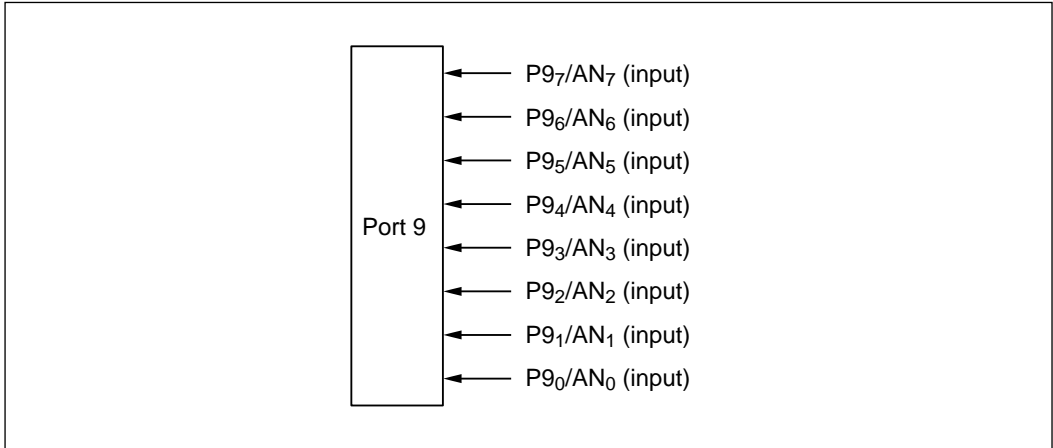 P9₇/AN₇ (input)
P9₆/AN₆ (input)
P9₅/AN₅ (input)
P9₄/AN₄ (input)
Port 9
P9₃/AN₃ (input)
P9₂/AN₂ (input)
P9₁/AN₁ (input)
P9₀/AN₀ (input)